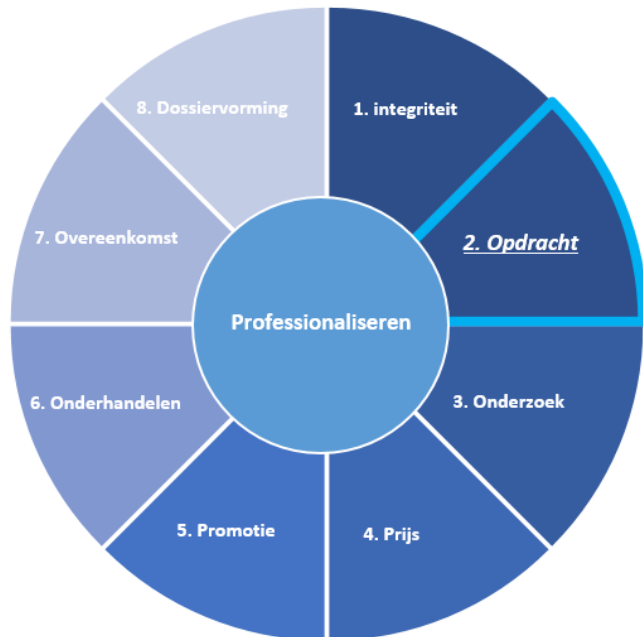 1. integriteit
2. Opdracht
3. Onderzoek
4. Prijs
5. Promotie
6. Onderhandelen
7. Overeenkomst
8. Dossiervorming
Professionaliseren